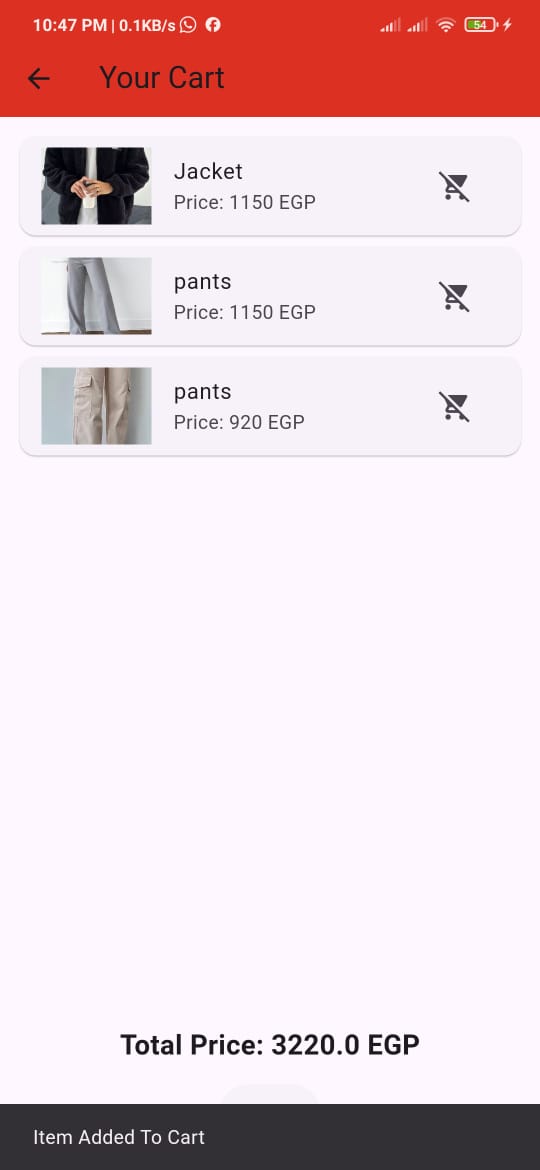 10:47 PM | 0.1KB/s
54
Your Cart
Jacket
Price: 1150 EGP
pants
Price: 1150 EGP
pants
Price: 920 EGP
Total Price: 3220.0 EGP
Item Added To Cart